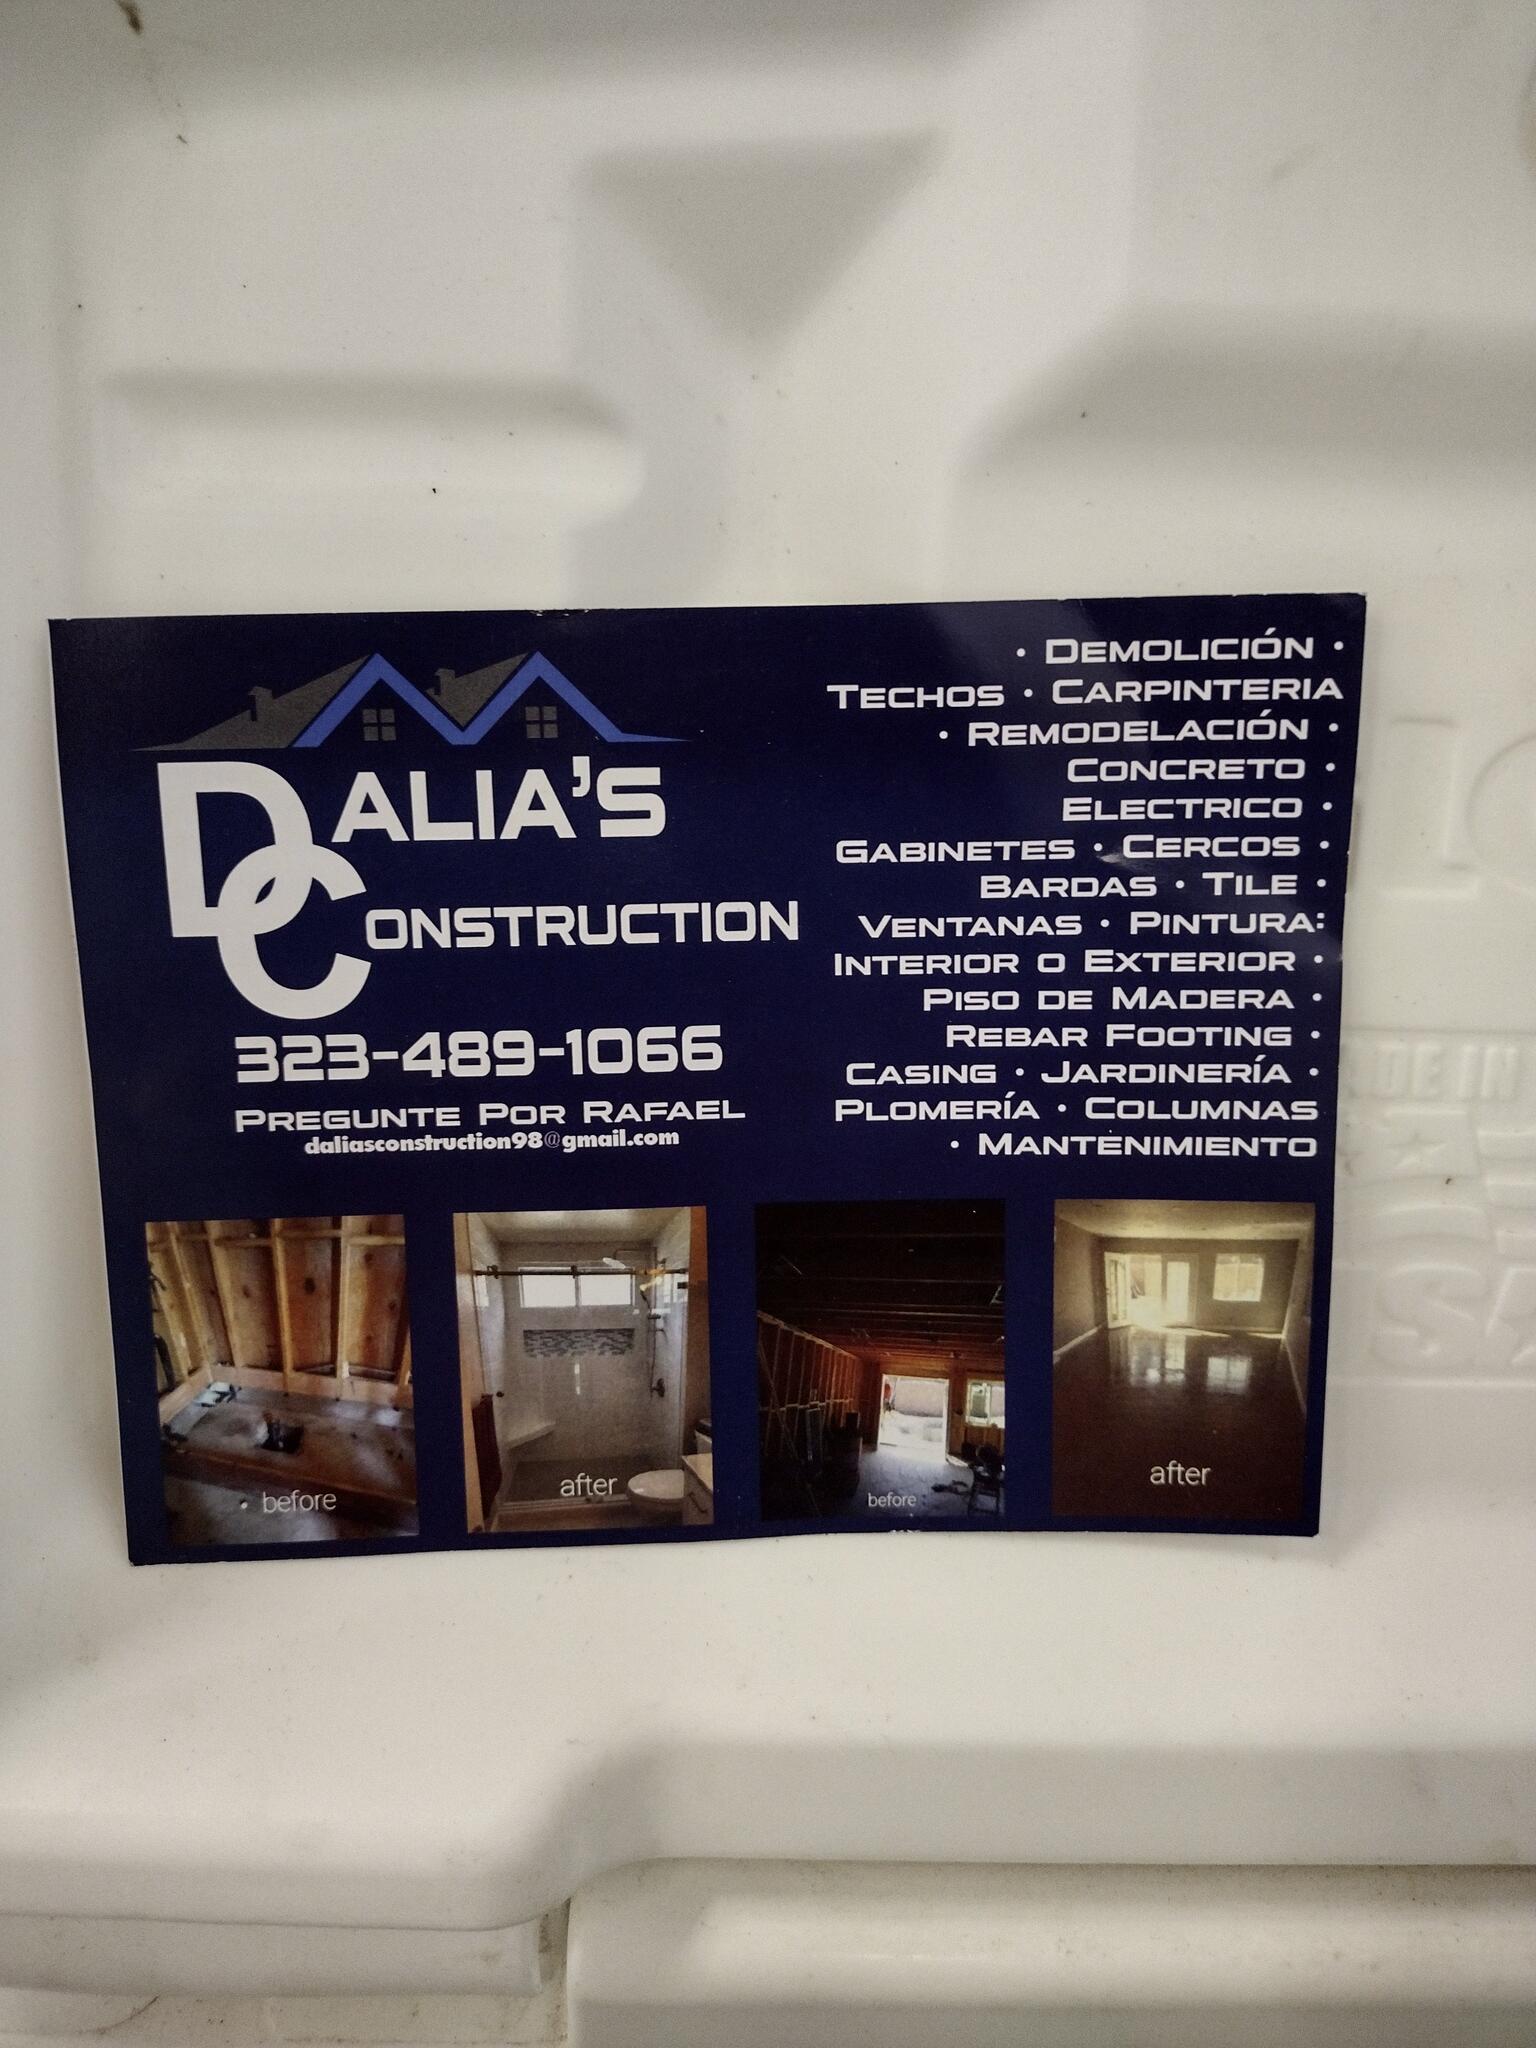 DALIA'S
CONSTRUCTION
323-489-1066
PREGUNTE POR RAFAEL
daliasconstruction98@gmail.com
• DEMOLICIÓN •
TECHOS • CARPINTERIA
• REMODELACIÓN •
CONCRETO •
ELECTRICO •
GABINETES • CERCOS •
BARDAS • TILE •
VENTANAS • PINTURA:
INTERIOR O EXTERIOR •
PISO DE MADERA •
REBAR FOOTING •
CASING • JARDINERÍA •
PLOMERÍA • COLUMNAS
• MANTENIMIENTO
• before
after
before
after